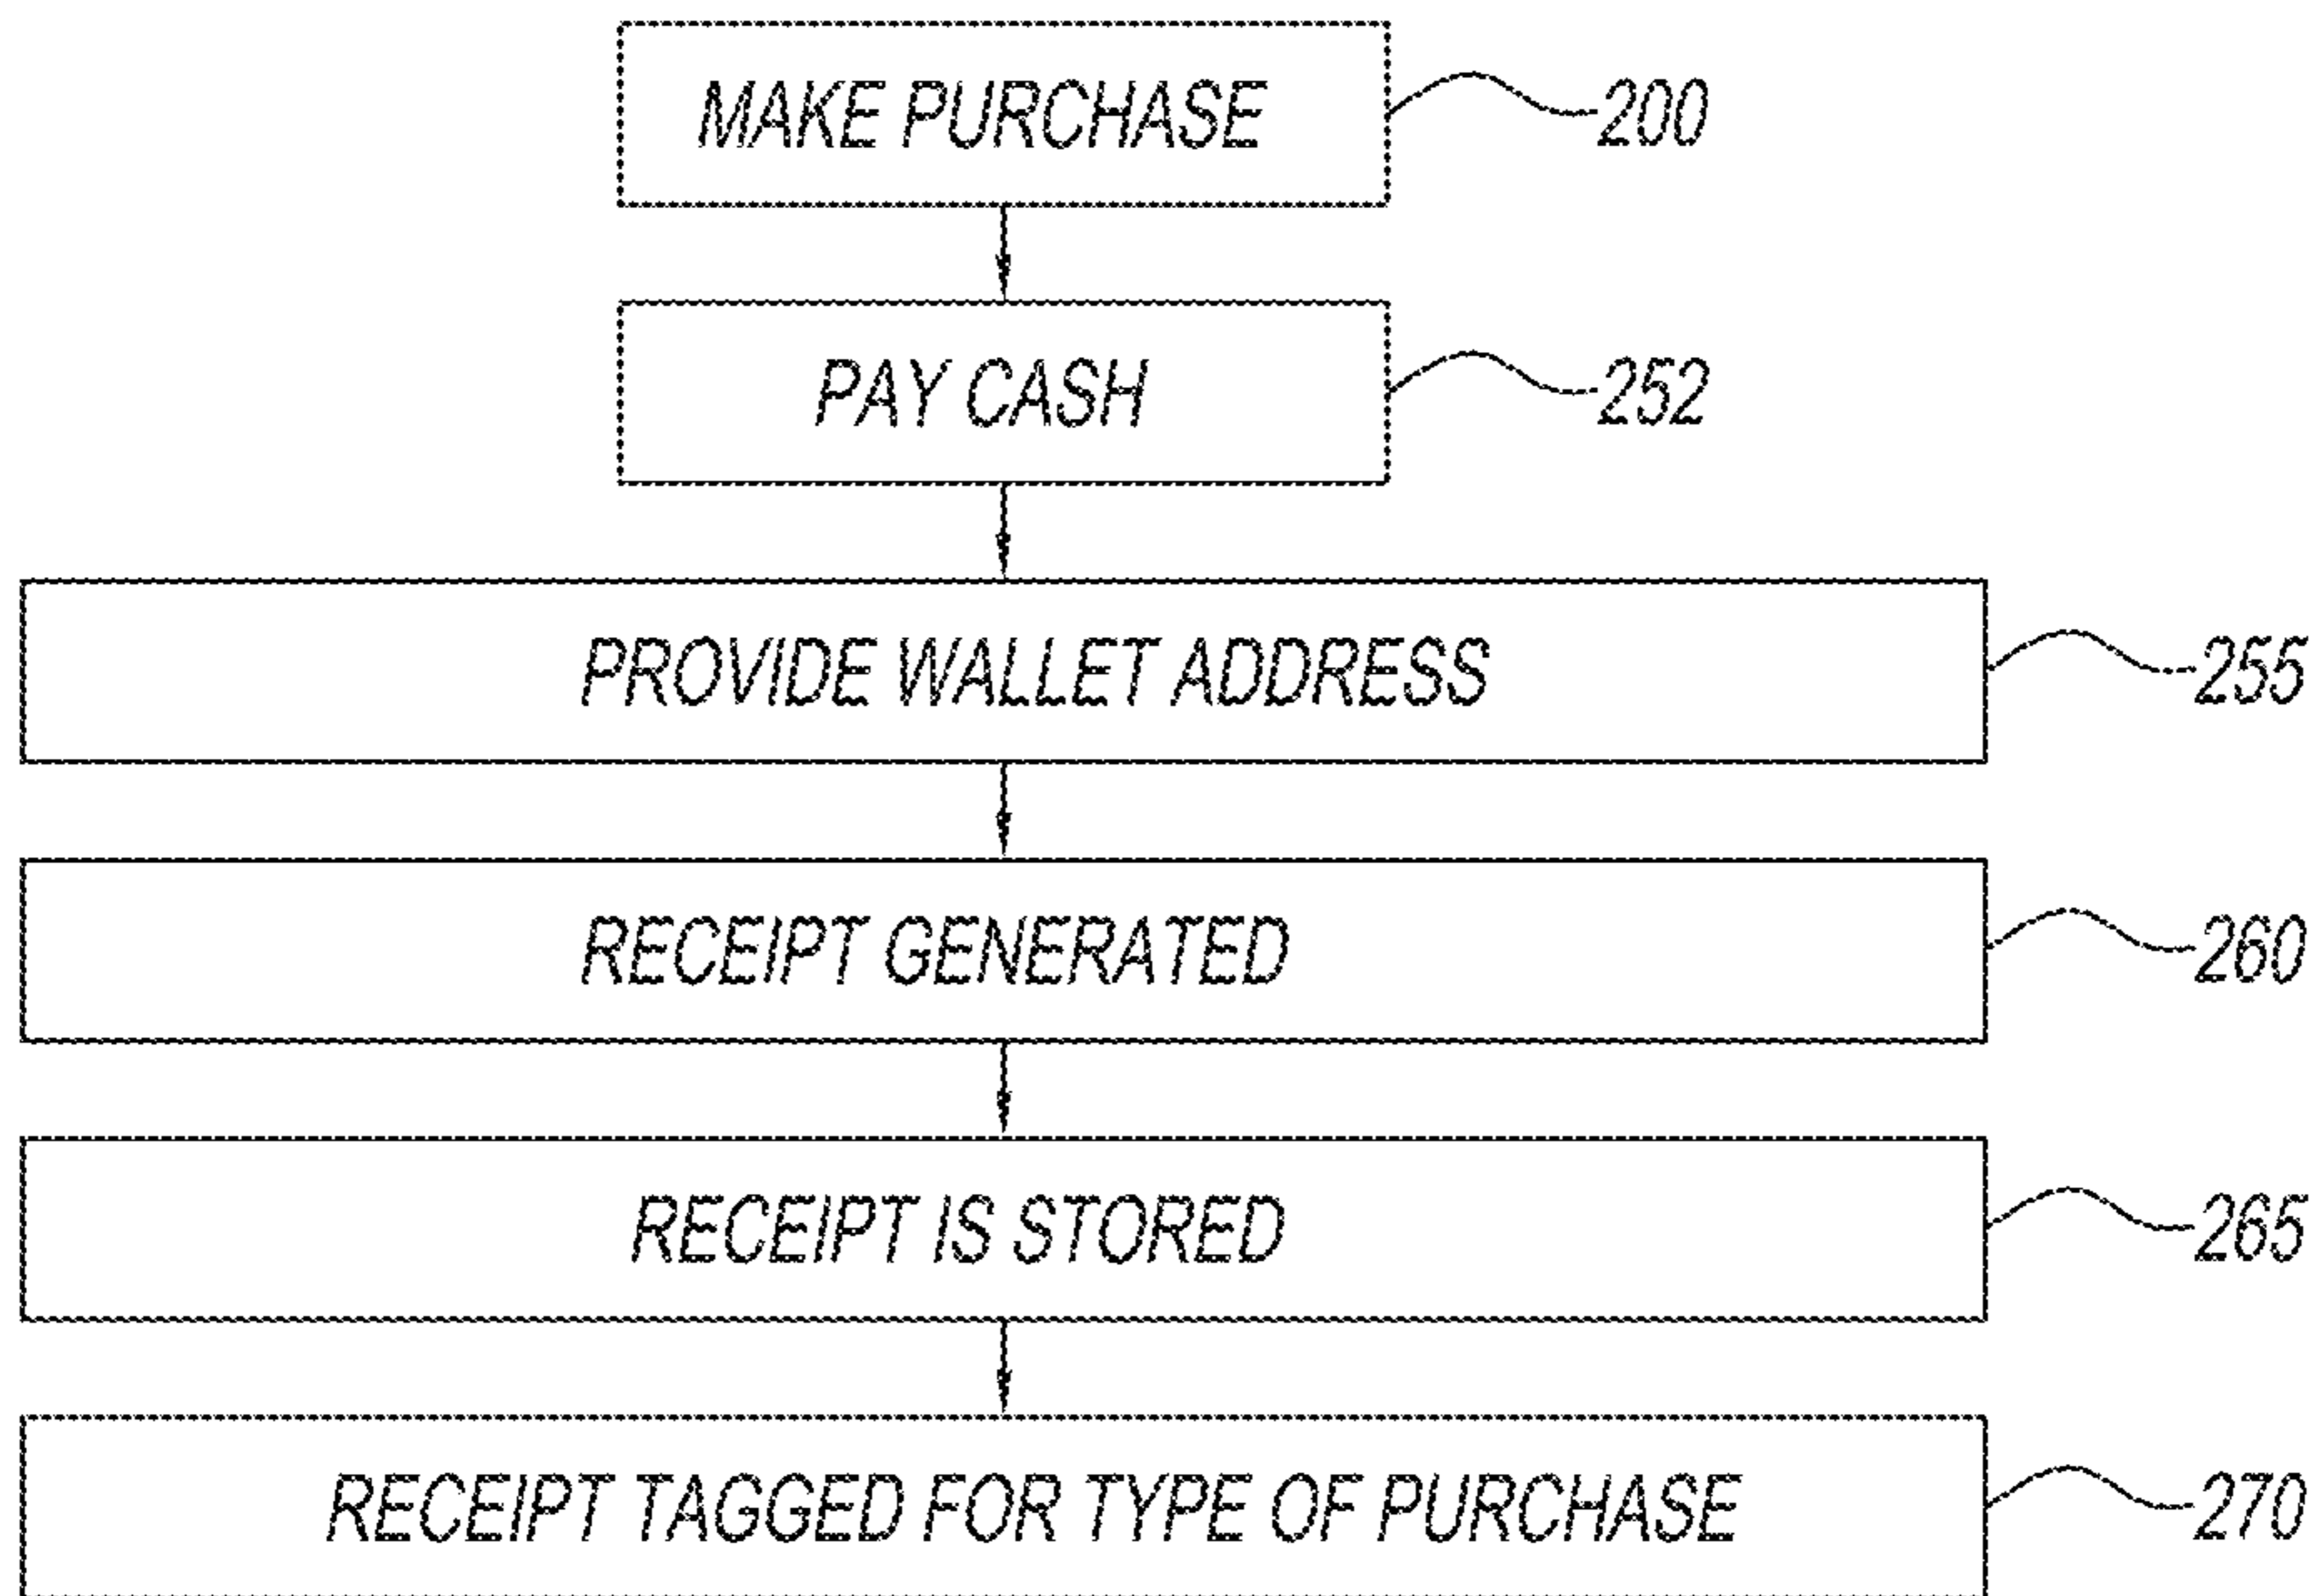 MAKE PURCHASE 200
PAY CASH 252
PROVIDE WALLET ADDRESS 255
RECEIPT GENERATED 260
RECEIPT IS STORED 265
RECEIPT TAGGED FOR TYPE OF PURCHASE 270